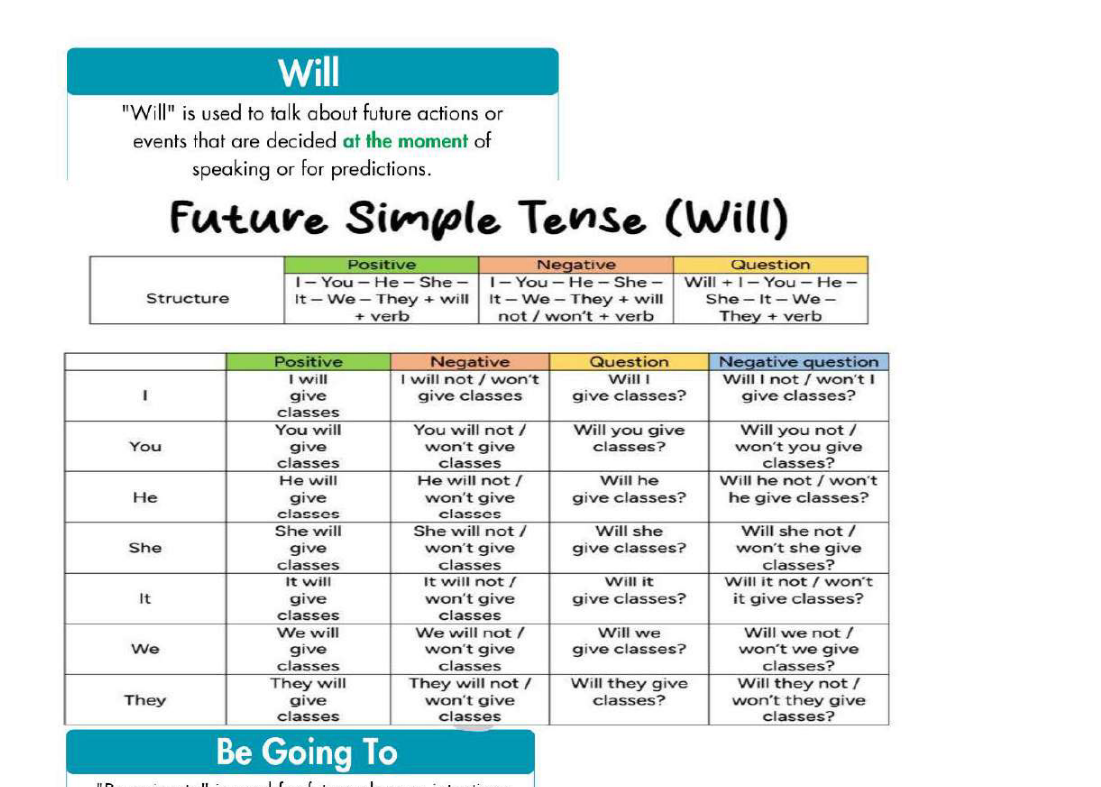 Will
"Will" is used to talk about future actions or
events that are decided at the moment of
speaking or for predictions.
Future Simple Tense (Will)
Positive Negative Question
Structure
I – You – He – She –
It – We – They + will
+ verb
I – You – He – She –
It – We – They + will
not / won't + verb
Will + I – You – He –
She – It – We –
They + verb
Positive Negative Question Negative question
I
I will
give
classes
I will not / won't
give classes
Will I
give classes?
Will I not / won't I
give classes?
You
You will
give
classes
You will not /
won't give
classes
Will you give
classes?
Will you not /
won't you give
classes?
He
He will
give
classes
He will not /
won't give
classes
Will he
give classes?
Will he not / won't
he give classes?
She
She will
give
classes
She will not /
won't give
classes
Will she
give classes?
Will she not /
won't she give
classes?
It
It will
give
classes
It will not /
won't give
classes
Will it
give classes?
Will it not / won't
it give classes?
We
We will
give
classes
We will not /
won't give
classes
Will we
give classes?
Will we not /
won't we give
classes?
They
They will
give
classes
They will not /
won't give
classes
Will they give
classes?
Will they not /
won't they give
classes?
Be Going To